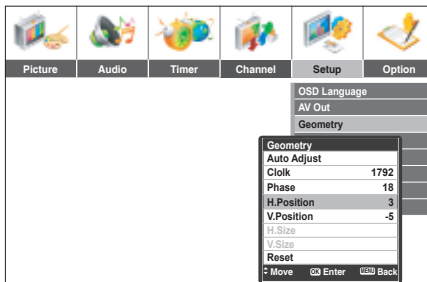 Picture Audio Timer Channel Setup Option
OSD Language
AV Out
Geometry
Geometry
Auto Adjust
Clolk 1792
Phase 18
H.Position 3
V.Position -5
H.Size
V.Size
Reset
Move OK Enter MENU Back